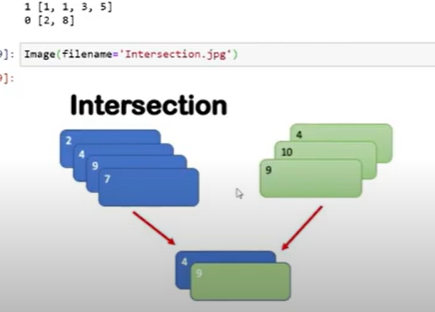 1 [1, 1, 3, 5]
0 [2, 8]
]: Image(filename='Intersection.jpg')
]:
Intersection
2
4
9
7
4
10
9
4
9